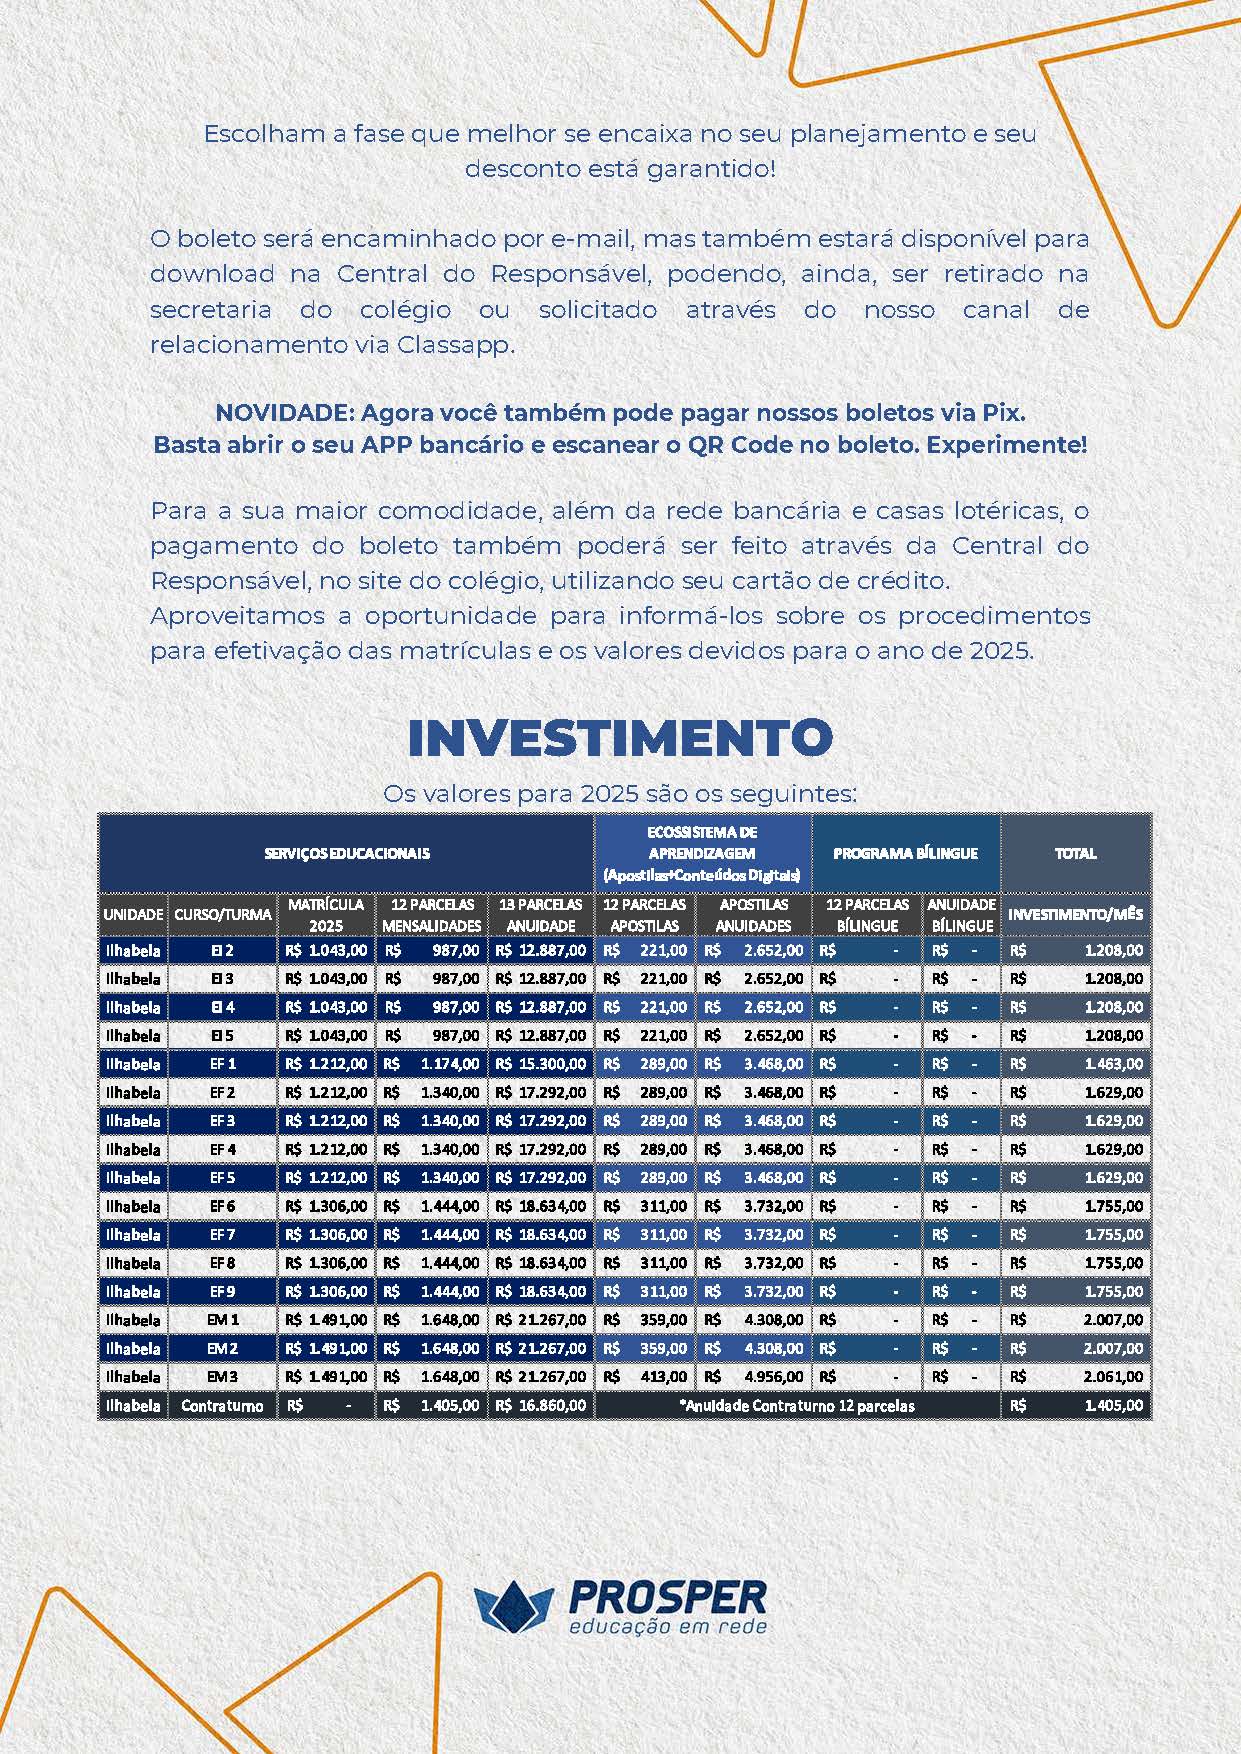 Escolham a fase que melhor se encaixa no seu planejamento e seu
desconto está garantido!
O boleto será encaminhado por e-mail, mas também estará disponível para
download na Central do Responsável, podendo, ainda, ser retirado na
secretaria do colégio ou solicitado através do nosso canal de
relacionamento via Classapp.
NOVIDADE: Agora você também pode pagar nossos boletos via Pix.
Basta abrir o seu APP bancário e escanear o QR Code no boleto. Experimente!
Para a sua maior comodidade, além da rede bancária e casas lotéricas, o
pagamento do boleto também poderá ser feito através da Central do
Responsável, no site do colégio, utilizando seu cartão de crédito.
Aproveitamos a oportunidade para informá-los sobre os procedimentos
para efetivação das matrículas e os valores devidos para o ano de 2025.
INVESTIMENTO
Os valores para 2025 são os seguintes:
SERVIÇOS EDUCACIONAIS ECOSSISTEMA DE APRENDIZAGEM (Apostilas+Conteúdos Digitais) PROGRAMA BÍLINGUE TOTAL
UNIDADE CURSO/TURMA MATRÍCULA 2025 12 PARCELAS MENSALIDADES 13 PARCELAS ANUIDADE 12 PARCELAS APOSTILAS APOSTILAS ANUIDADES 12 PARCELAS BÍLINGUE ANUIDADE BÍLINGUE INVESTIMENTO/MÊS
Ilhabela EI 2 R$ 1.043,00 R$ 987,00 R$ 12.887,00 R$ 221,00 R$ 2.652,00 R$ - R$ - R$ 1.208,00
Ilhabela EI 3 R$ 1.043,00 R$ 987,00 R$ 12.887,00 R$ 221,00 R$ 2.652,00 R$ - R$ - R$ 1.208,00
Ilhabela EI 4 R$ 1.043,00 R$ 987,00 R$ 12.887,00 R$ 221,00 R$ 2.652,00 R$ - R$ - R$ 1.208,00
Ilhabela EI 5 R$ 1.043,00 R$ 987,00 R$ 12.887,00 R$ 221,00 R$ 2.652,00 R$ - R$ - R$ 1.208,00
Ilhabela EF 1 R$ 1.212,00 R$ 1.174,00 R$ 15.300,00 R$ 289,00 R$ 3.468,00 R$ - R$ - R$ 1.463,00
Ilhabela EF 2 R$ 1.212,00 R$ 1.340,00 R$ 17.292,00 R$ 289,00 R$ 3.468,00 R$ - R$ - R$ 1.629,00
Ilhabela EF 3 R$ 1.212,00 R$ 1.340,00 R$ 17.292,00 R$ 289,00 R$ 3.468,00 R$ - R$ - R$ 1.629,00
Ilhabela EF 4 R$ 1.212,00 R$ 1.340,00 R$ 17.292,00 R$ 289,00 R$ 3.468,00 R$ - R$ - R$ 1.629,00
Ilhabela EF 5 R$ 1.212,00 R$ 1.340,00 R$ 17.292,00 R$ 289,00 R$ 3.468,00 R$ - R$ - R$ 1.629,00
Ilhabela EF 6 R$ 1.306,00 R$ 1.444,00 R$ 18.634,00 R$ 311,00 R$ 3.732,00 R$ - R$ - R$ 1.755,00
Ilhabela EF 7 R$ 1.306,00 R$ 1.444,00 R$ 18.634,00 R$ 311,00 R$ 3.732,00 R$ - R$ - R$ 1.755,00
Ilhabela EF 8 R$ 1.306,00 R$ 1.444,00 R$ 18.634,00 R$ 311,00 R$ 3.732,00 R$ - R$ - R$ 1.755,00
Ilhabela EF 9 R$ 1.306,00 R$ 1.444,00 R$ 18.634,00 R$ 311,00 R$ 3.732,00 R$ - R$ - R$ 1.755,00
Ilhabela EM 1 R$ 1.491,00 R$ 1.648,00 R$ 21.267,00 R$ 359,00 R$ 4.308,00 R$ - R$ - R$ 2.007,00
Ilhabela EM 2 R$ 1.491,00 R$ 1.648,00 R$ 21.267,00 R$ 359,00 R$ 4.308,00 R$ - R$ - R$ 2.007,00
Ilhabela EM 3 R$ 1.491,00 R$ 1.648,00 R$ 21.267,00 R$ 413,00 R$ 4.956,00 R$ - R$ - R$ 2.061,00
Ilhabela Contraturno R$ - R$ 1.405,00 R$ 16.860,00 *Anuidade Contraturno 12 parcelas R$ 1.405,00
PROSPER
educação em rede